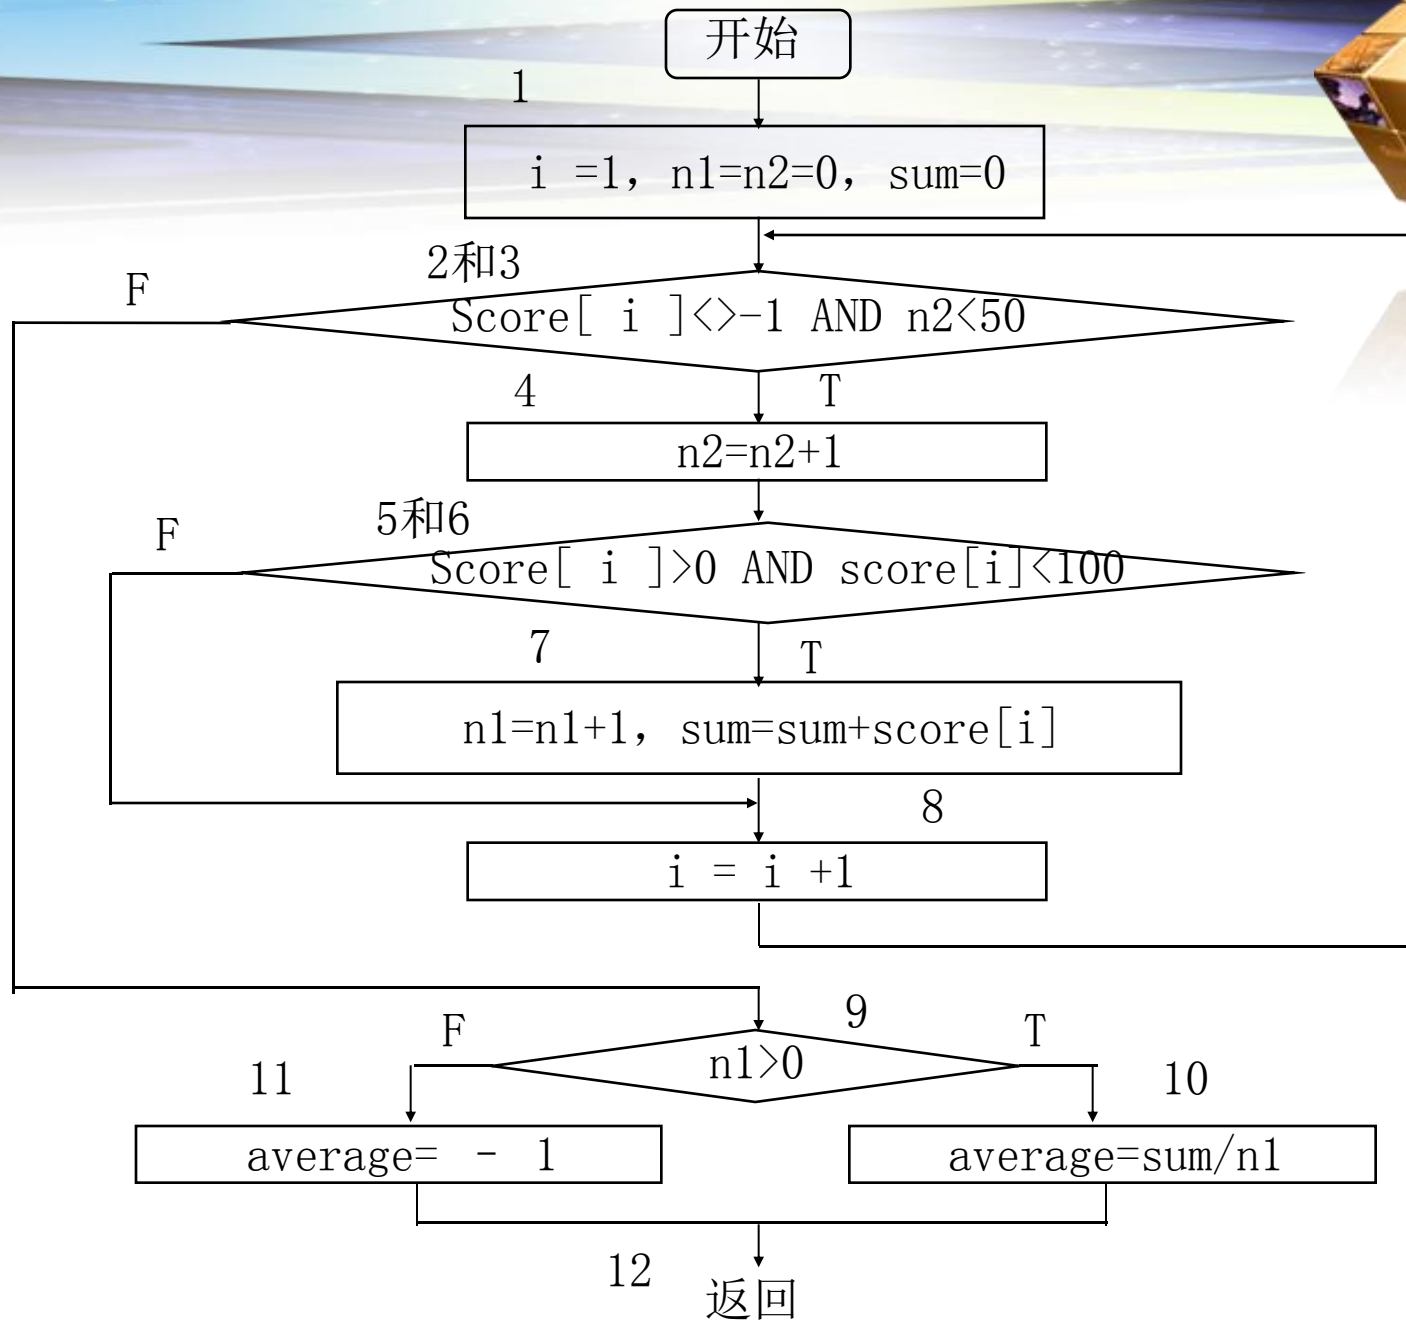 开始
1
i =1, n1=n2=0, sum=0
2和3
F
Score[ i ]<>-1 AND n2<50
4
T
n2=n2+1
5和6
F
Score[ i ]>0 AND score[i]<100
7
T
n1=n1+1, sum=sum+score[i]
8
i = i +1
9
F
T
n1>0
11
10
average= - 1
average=sum/n1
12
返回